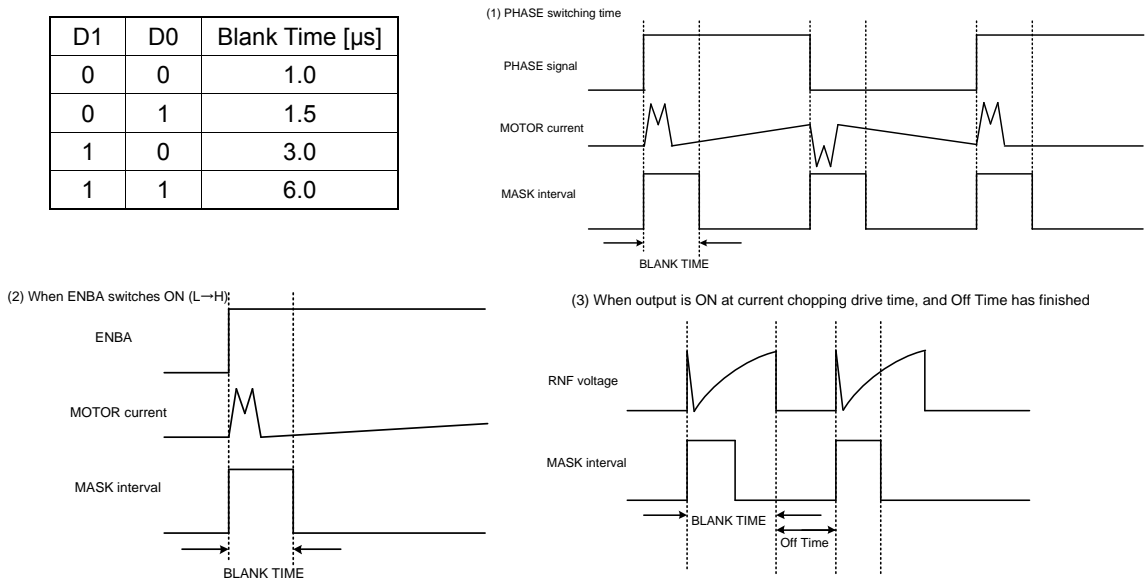 D1 D0 Blank Time [µs]
0 0 1.0
0 1 1.5
1 0 3.0
1 1 6.0
(1) PHASE switching time
PHASE signal
MOTOR current
MASK interval
BLANK TIME
(2) When ENBA switches ON (L→H)
ENBA
MOTOR current
MASK interval
BLANK TIME
(3) When output is ON at current chopping drive time, and Off Time has finished
RNF voltage
MASK interval
BLANK TIME
Off Time